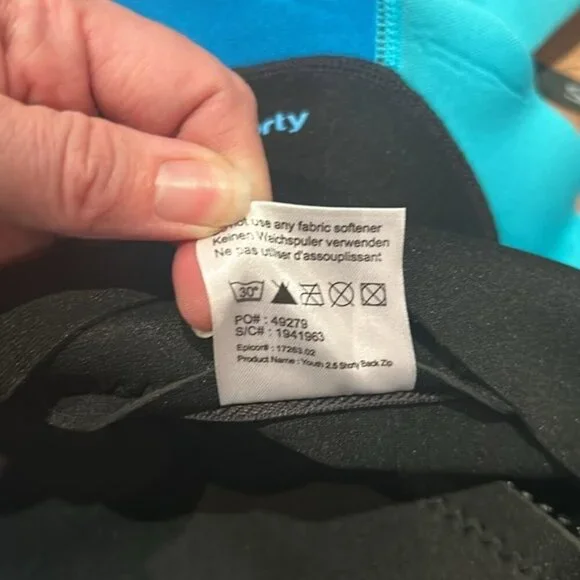 orty
not use any fabric softener
Keinen Weichspuler verwenden
Ne pas utiliser d'assouplissant
30°
PO# : 49279
S/C# : 1941963
Epicor# : 17263.02
Product Name : Youth 2.5 Shorty Back Zip